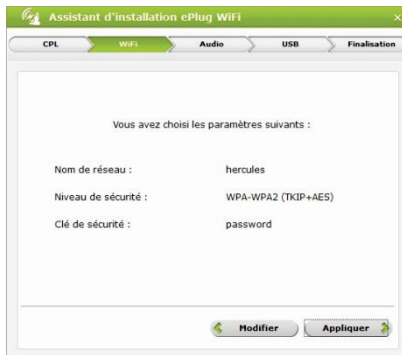 Assistant d'installation ePlug WiFi
CPL WiFi Audio USB Finalisation
Vous avez choisi les paramètres suivants :
Nom de réseau : hercules
Niveau de sécurité : WPA-WPA2 (TKIP+AES)
Clé de sécurité : password
Modifier Appliquer